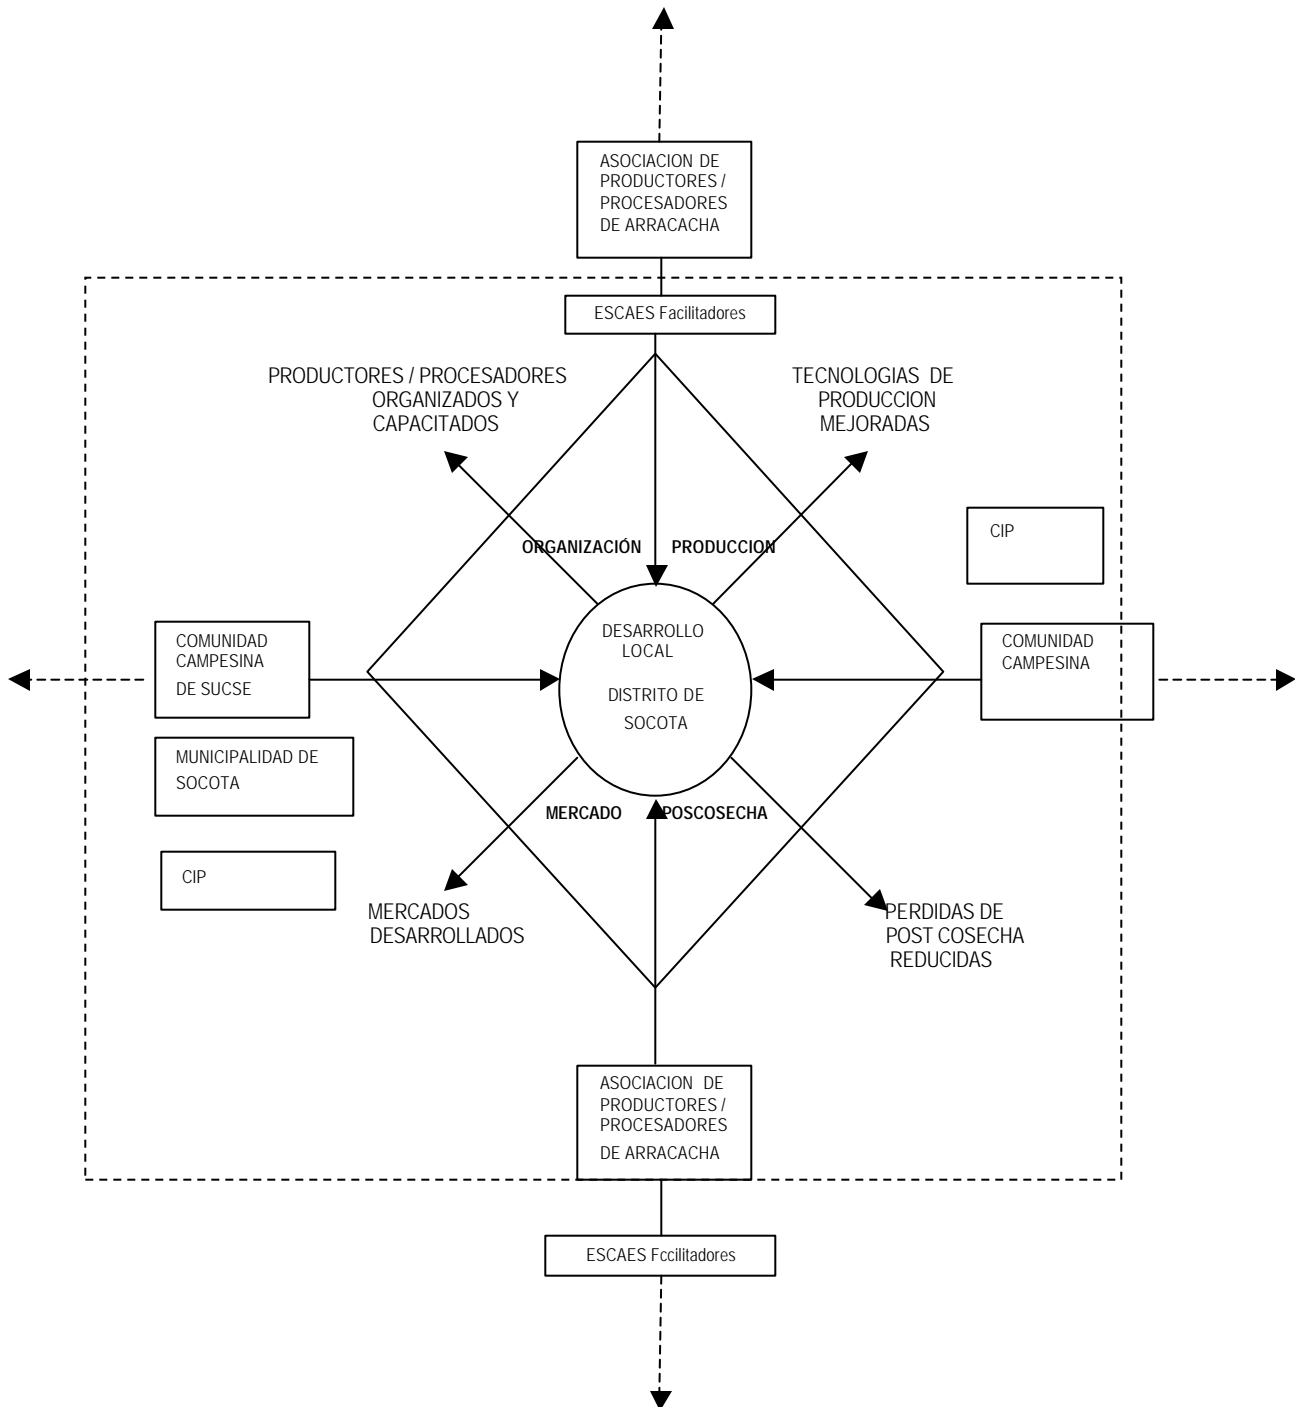 ASOCIACION DE
PRODUCTORES /
PROCESADORES
DE ARRACACHA
ESCAES Facilitadores
PRODUCTORES / PROCESADORES
ORGANIZADOS Y
CAPACITADOS
TECNOLOGIAS DE
PRODUCCION
MEJORADAS
CIP
ORGANIZACIÓN
PRODUCCION
COMUNIDAD
CAMPESINA
DE SUCSE
DESARROLLO
LOCAL
DISTRITO DE
SOCOTA
COMUNIDAD
CAMPESINA
MUNICIPALIDAD DE
SOCOTA
MERCADO
POSCOSECHA
CIP
MERCADOS
DESARROLLADOS
PERDIDAS DE
POST COSECHA
REDUCIDAS
ASOCIACION DE
PRODUCTORES /
PROCESADORES
DE ARRACACHA
ESCAES Fccilitadores